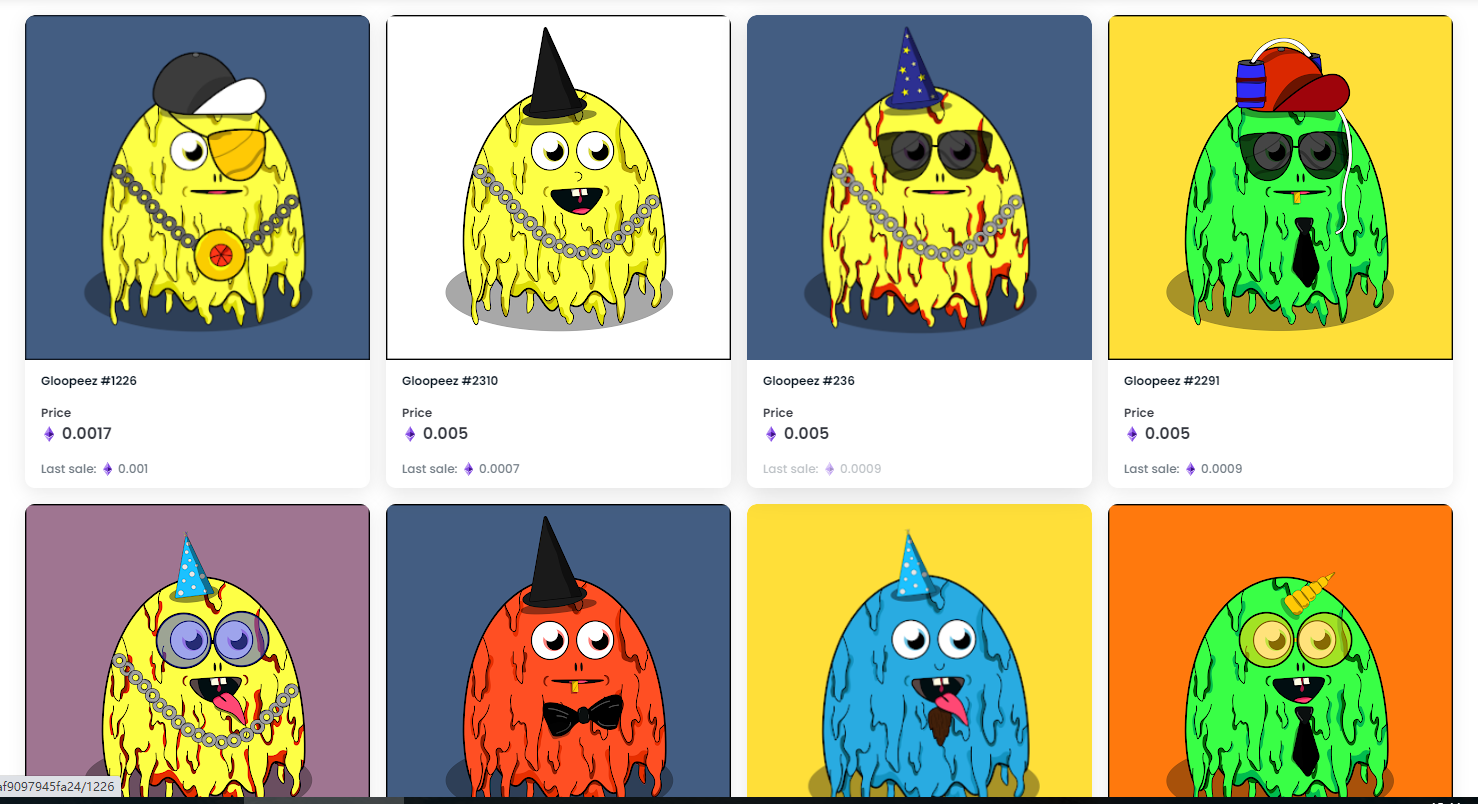 Gloopeez #1226
Price
0.0017
Last sale: 0.001
Gloopeez #2310
Price
0.005
Last sale: 0.0007
Gloopeez #236
Price
0.005
Last sale: 0.0009
Gloopeez #2291
Price
0.005
Last sale: 0.0009
af9097945fa24/1226